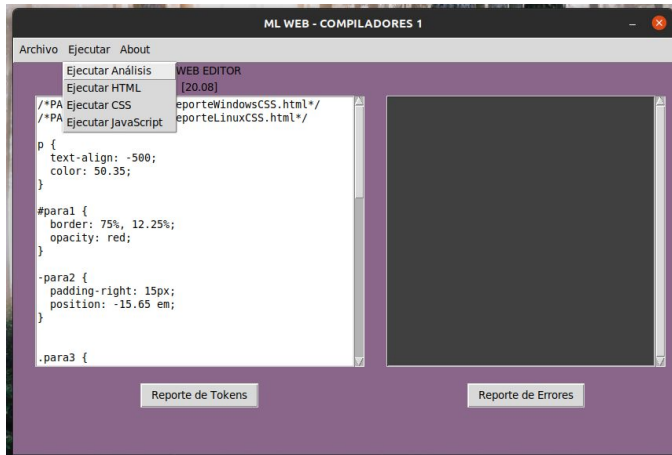 ML WEB - COMPILADORES 1
Archivo Ejecutar About
Ejecutar Análisis
Ejecutar HTML
Ejecutar CSS
Ejecutar JavaScript
WEB EDITOR
[20.08]
/*PA eporteWindowsCSS.html*/
/*PA eporteLinuxCSS.html*/
p {
text-align: -500;
color: 50.35;
}
#para1 {
border: 75%, 12.25%;
opacity: red;
}
-para2 {
padding-right: 15px;
position: -15.65 em;
}
.para3 {
Reporte de Tokens
Reporte de Errores